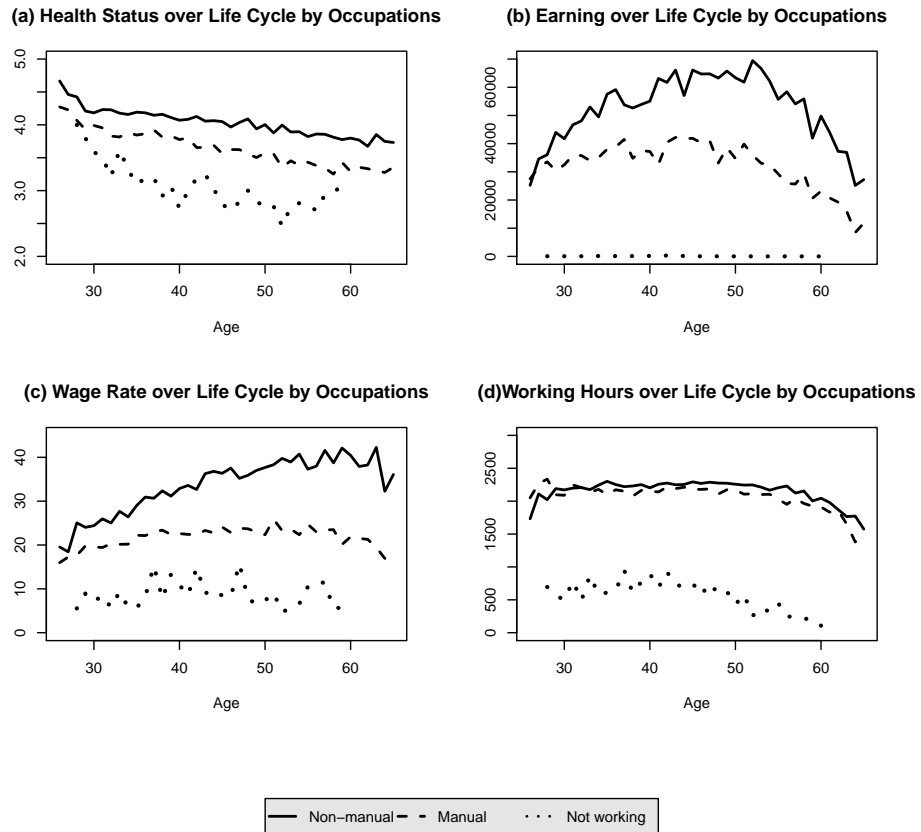 (a) Health Status over Life Cycle by Occupations
5.0
4.0
3.0
2.0
30 40 50 60
Age
(b) Earning over Life Cycle by Occupations
60000
40000
20000
0
30 40 50 60
Age
(c) Wage Rate over Life Cycle by Occupations
40
30
20
10
0
30 40 50 60
Age
(d)Working Hours over Life Cycle by Occupations
2500
1500
500
0
30 40 50 60
Age
Non−manual Manual Not working